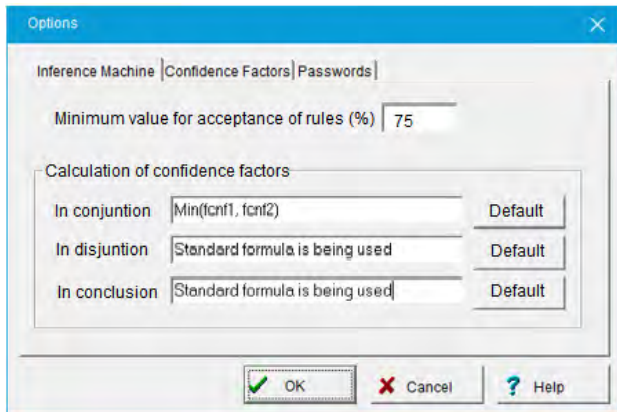 Options
Inference Machine Confidence Factors Passwords
Minimum value for acceptance of rules (%) 75
Calculation of confidence factors
In conjuntion Min(fcnf1, fcnf2) Default
In disjuntion Standard formula is being used Default
In conclusion Standard formula is being used Default
OK Cancel ? Help